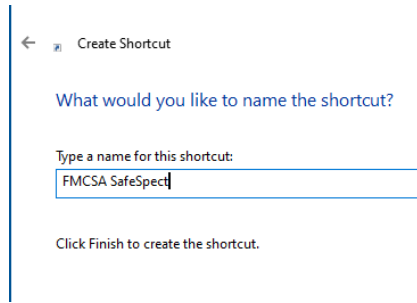 Create Shortcut
What would you like to name the shortcut?
Type a name for this shortcut:
FMCSA SafeSpect
Click Finish to create the shortcut.